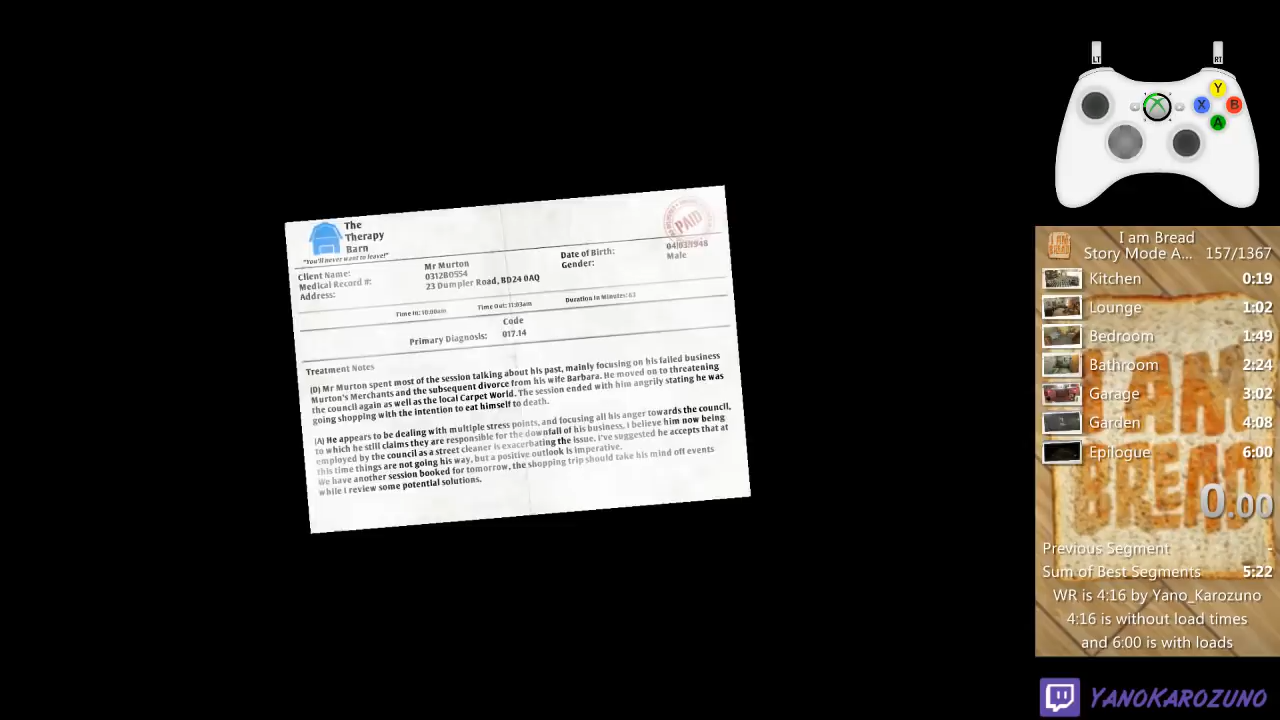 The
Therapy
Barn
"You'll never want to leave!"
PAID
Client Name: Mr Murton Date of Birth: 04/03/1948
Medical Record #: 0312B0554 Gender: Male
Address: 23 Dumpler Road, BD24 0AQ
Time In: 10:00am Time Out: 11:03am Duration In Minutes: 63
Code
Primary Diagnosis: 017.14
Treatment Notes
(D) Mr Murton spent most of the session talking about his past, mainly focusing on his failed business
Murton's Merchants and the subsequent divorce from his wife Barbara. He moved on to threatening
the council again as well as the local Carpet World. The session ended with him angrily stating he was
going shopping with the intention to eat himself to death.
(A) He appears to be dealing with multiple stress points, and focusing all his anger towards the council,
to which he still claims they are responsible for the downfall of his business. I believe him now being
employed by the council as a street cleaner is exacerbating the issue. I've suggested he accepts that at
this time things are not going his way, but a positive outlook is imperative.
We have another session booked for tomorrow, the shopping trip should take his mind off events
while I review some potential solutions.
LT RT
Y
X B
A
I AM BREAD
I am Bread
Story Mode A... 157/1367
Kitchen 0:19
Lounge 1:02
Bedroom 1:49
Bathroom 2:24
Garage 3:02
Garden 4:08
Epilogue 6:00
0.00
Previous Segment -
Sum of Best Segments 5:22
WR is 4:16 by Yano_Karozuno
4:16 is without load times
and 6:00 is with loads
YanoKarozuno